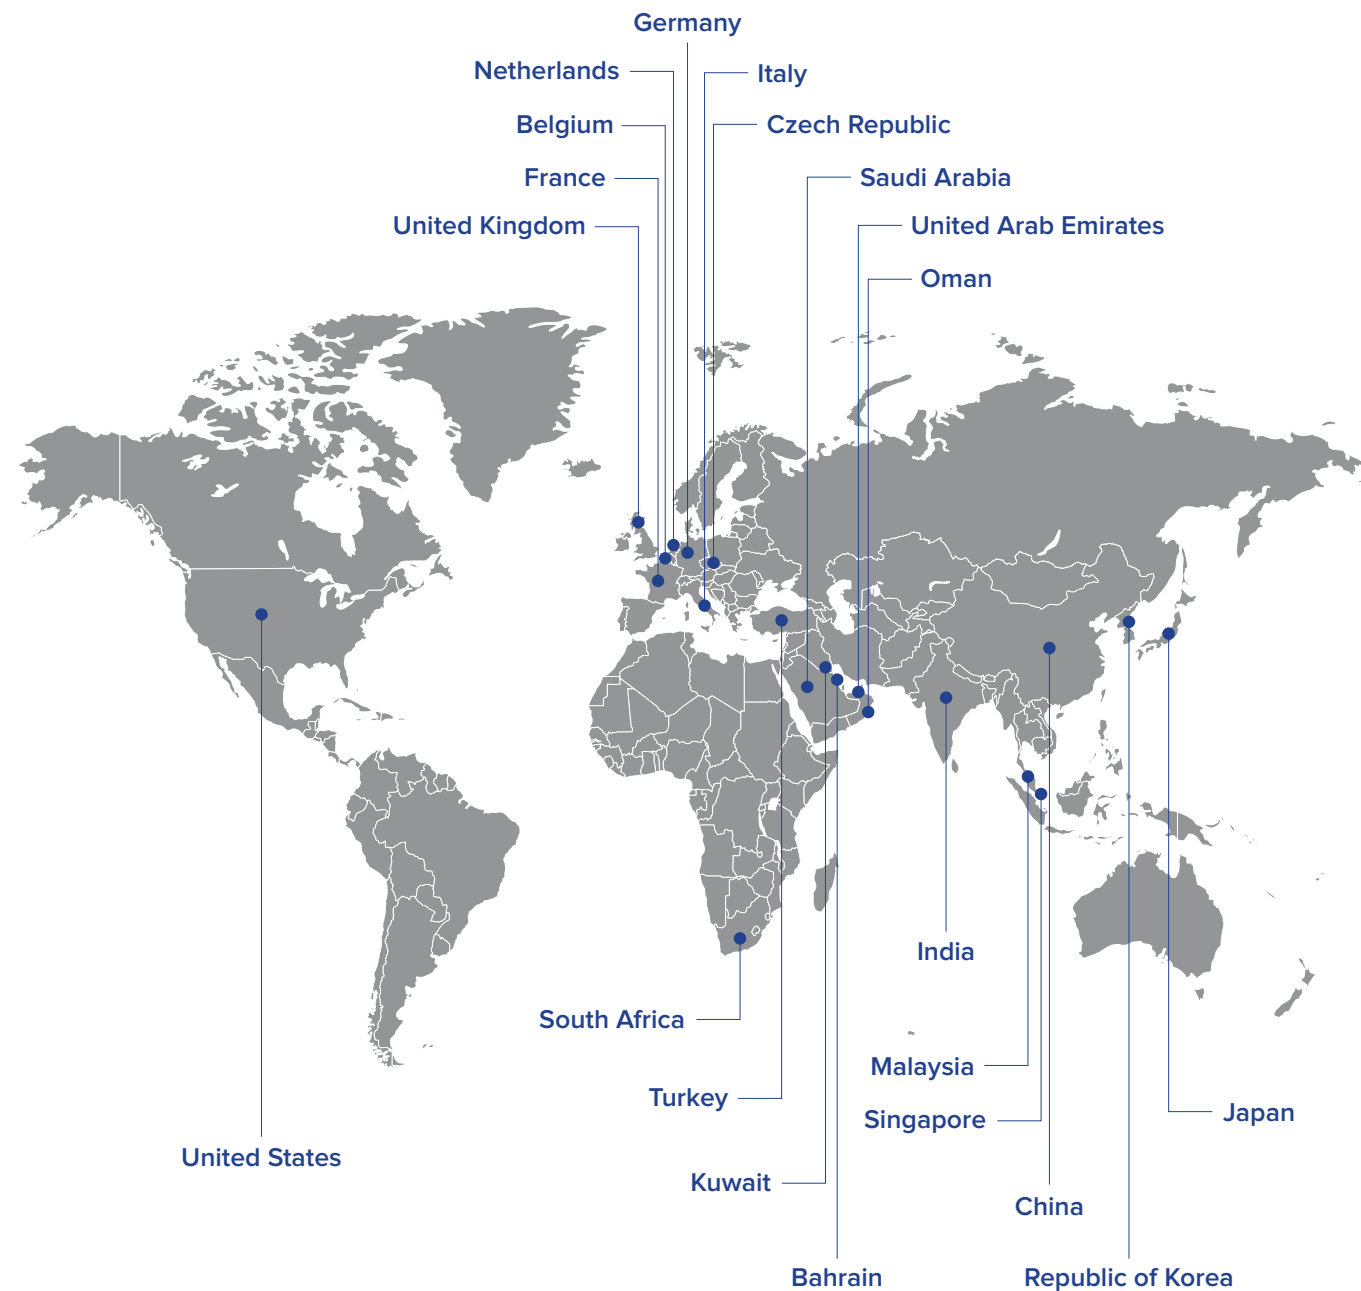 Germany
Netherlands
Italy
Belgium
Czech Republic
France
Saudi Arabia
United Kingdom
United Arab Emirates
Oman
India
South Africa
Malaysia
Turkey
Japan
Singapore
United States
Kuwait
China
Bahrain
Republic of Korea